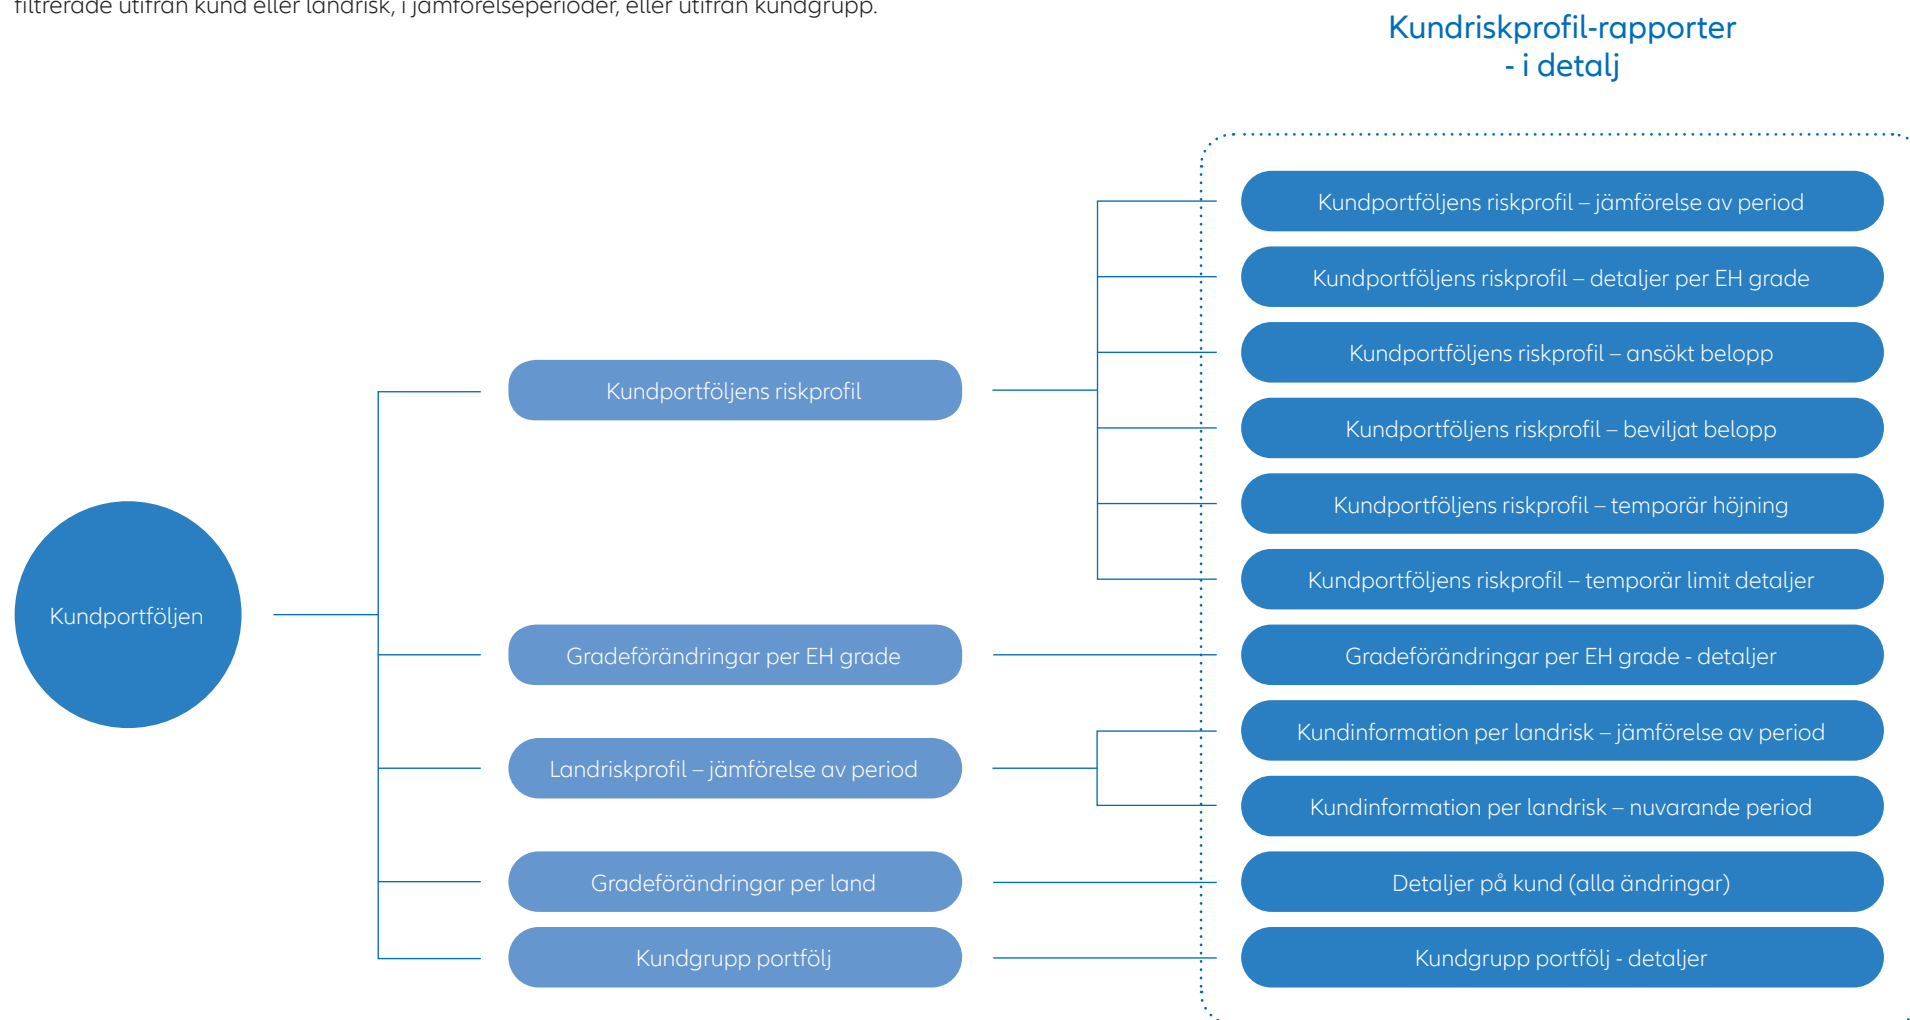 filtrerade utifrån kund eller landrisk, i jämförelseperioder, eller utifrån kundgrupp.
Kundriskprofil-rapporter
- i detalj
Kundportföljen
Kundportföljens riskprofil
Gradeförändringar per EH grade
Landriskprofil – jämförelse av period
Gradeförändringar per land
Kundgrupp portfölj
Kundportföljens riskprofil – jämförelse av period
Kundportföljens riskprofil – detaljer per EH grade
Kundportföljens riskprofil – ansökt belopp
Kundportföljens riskprofil – beviljat belopp
Kundportföljens riskprofil – temporär höjning
Kundportföljens riskprofil – temporär limit detaljer
Gradeförändringar per EH grade - detaljer
Kundinformation per landrisk – jämförelse av period
Kundinformation per landrisk – nuvarande period
Detaljer på kund (alla ändringar)
Kundgrupp portfölj - detaljer